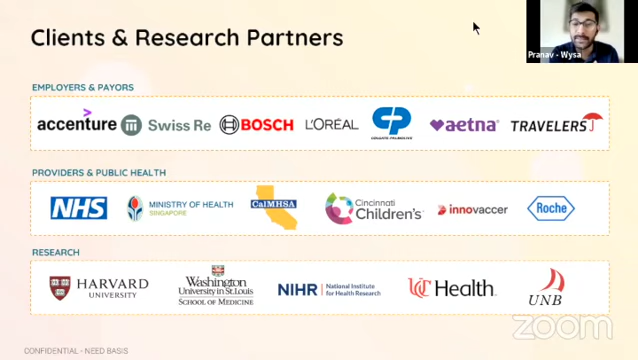 Clients & Research Partners
Pranav - Wysa
EMPLOYERS & PAYORS
accenture Swiss Re BOSCH L'ORÉAL aetna TRAVELERS
PROVIDERS & PUBLIC HEALTH
NHS MINISTRY OF HEALTH SINGAPORE CalMHSA Cincinnati Children's innovaccer Roche
RESEARCH
HARVARD UNIVERSITY
Washington University in St. Louis
SCHOOL OF MEDICINE
NIHR National Institute for Health Research
UC Health.
UNB
zoom
CONFIDENTIAL - NEED BASIS